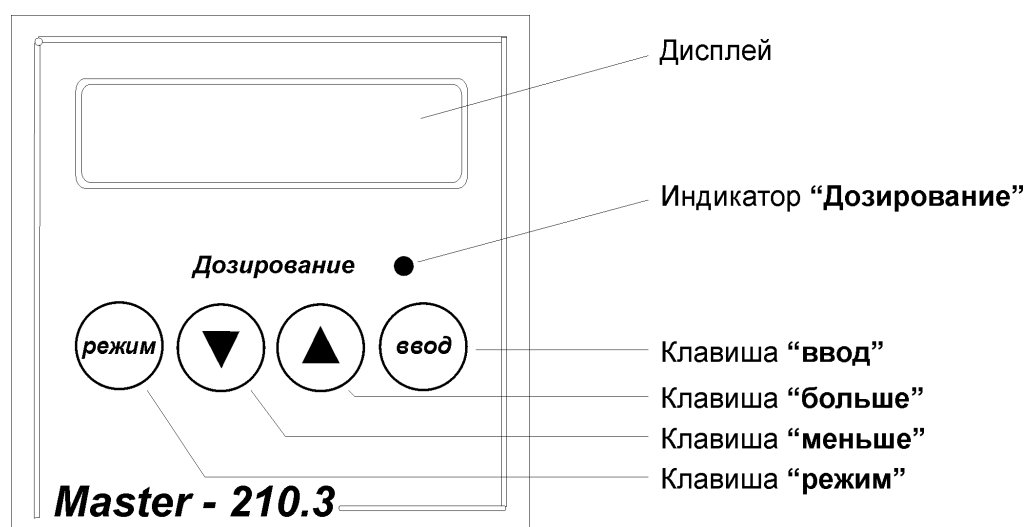 Дисплей
Индикатор “Дозирование”
Дозирование
режим
ввод
Клавиша “ввод”
Клавиша “больше”
Клавиша “меньше”
Клавиша “режим”
Master - 210.3